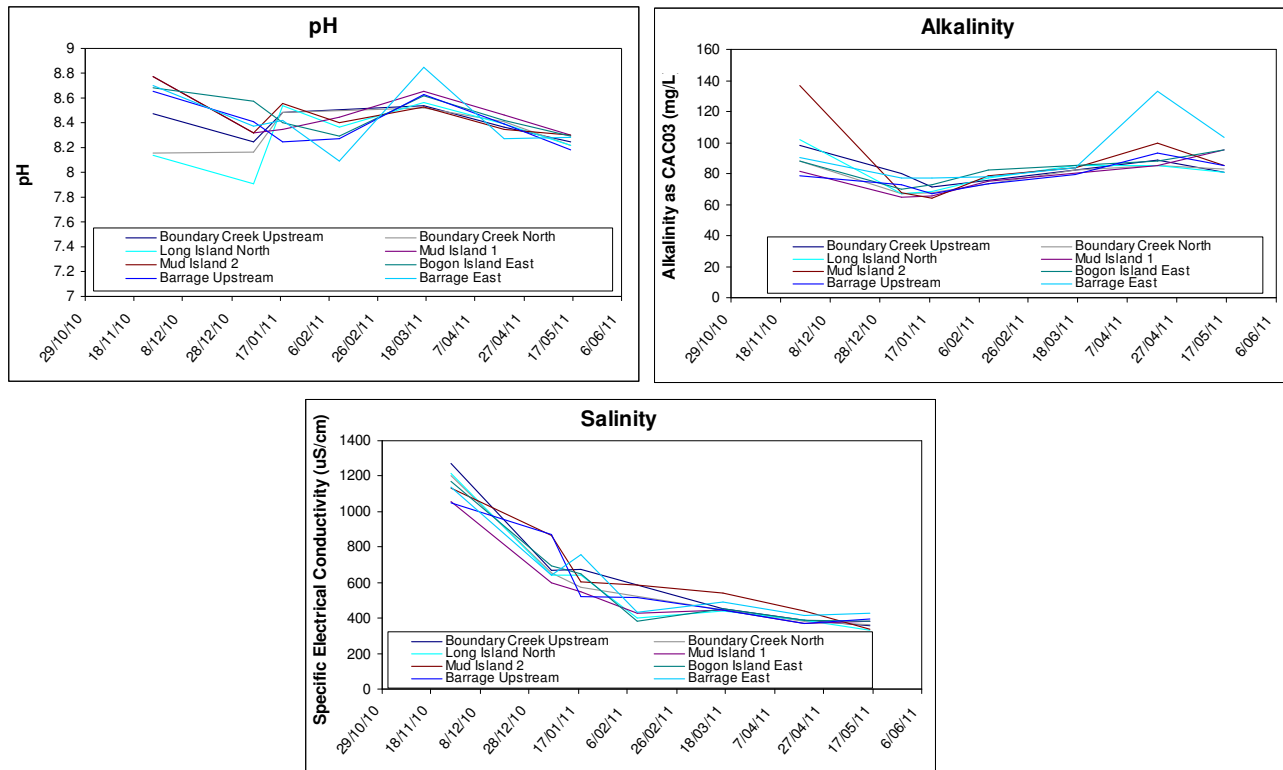 pH
pH
9
8.8
8.6
8.4
8.2
8
7.8
7.6
7.4
7.2
7
Boundary Creek Upstream
Boundary Creek North
Long Island North
Mud Island 1
Mud Island 2
Bogon Island East
Barrage Upstream
Barrage East
29/10/10
18/11/10
8/12/10
28/12/10
17/01/11
6/02/11
26/02/11
18/03/11
7/04/11
27/04/11
17/05/11
6/06/11
Alkalinity
Alkalinity as CAC03 (mg/L
160
140
120
100
80
60
40
20
0
Boundary Creek Upstream
Boundary Creek North
Long Island North
Mud Island 1
Mud Island 2
Bogon Island East
Barrage Upstream
Barrage East
29/10/10
18/11/10
8/12/10
28/12/10
17/01/11
6/02/11
26/02/11
18/03/11
7/04/11
27/04/11
17/05/11
6/06/11
Salinity
Specific Electrical Conductivity (uS/cm)
1400
1200
1000
800
600
400
200
0
Boundary Creek Upstream
Boundary Creek North
Long Island North
Mud Island 1
Mud Island 2
Bogon Island East
Barrage Upstream
Barrage East
29/10/10
18/11/10
8/12/10
28/12/10
17/01/11
6/02/11
26/02/11
18/03/11
7/04/11
27/04/11
17/05/11
6/06/11